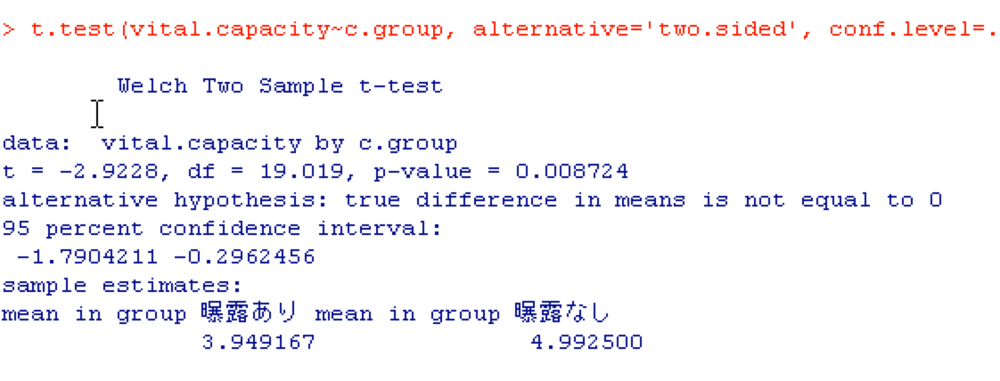 > t.test(vital.capacity~c.group, alternative='two.sided', conf.level=.
Welch Two Sample t-test
data:  vital.capacity by c.group
t = -2.9228, df = 19.019, p-value = 0.008724
alternative hypothesis: true difference in means is not equal to 0
95 percent confidence interval:
 -1.7904211 -0.2962456
sample estimates:
mean in group 曝露あり mean in group 曝露なし
3.949167 4.992500